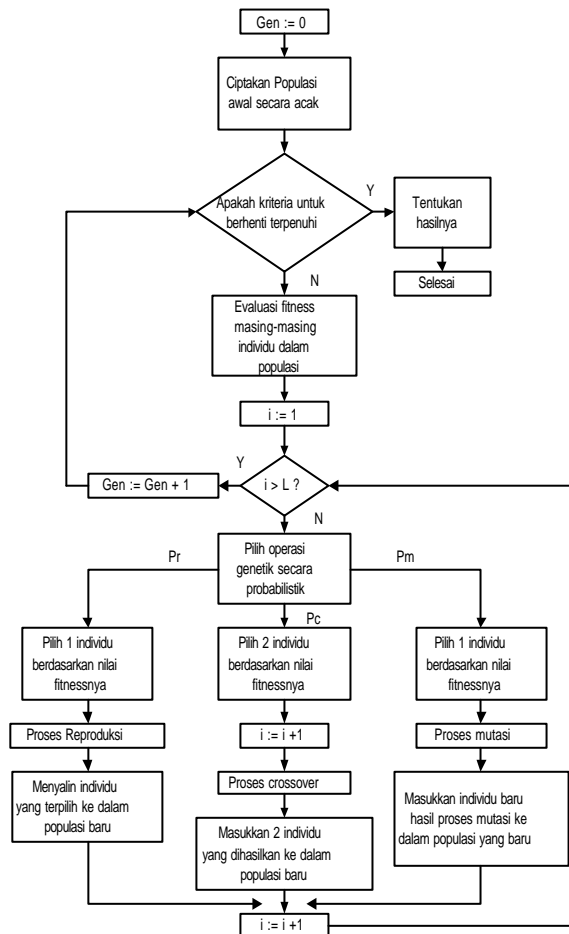 Gen := 0
Ciptakan Populasi
awal secara acak
Apakah kriteria untuk
berhenti terpenuhi
Y
Tentukan
hasilnya
Selesai
N
Evaluasi fitness
masing-masing
individu dalam
populasi
i := 1
Y
Gen := Gen + 1
i > L ?
N
Pilih operasi
genetik secara
probabilistik
Pr
Pm
Pc
Pilih 1 individu
berdasarkan nilai
fitnessnya
Pilih 2 individu
berdasarkan nilai
fitnessnya
Pilih 1 individu
berdasarkan nilai
fitnessnya
Proses Reproduksi
i := i +1
Proses mutasi
Menyalin individu
yang terpilih ke dalam
populasi baru
Proses crossover
Masukkan individu baru
hasil proses mutasi ke
dalam populasi yang baru
Masukkan 2 individu
yang dihasilkan ke dalam
populasi baru
i := i +1